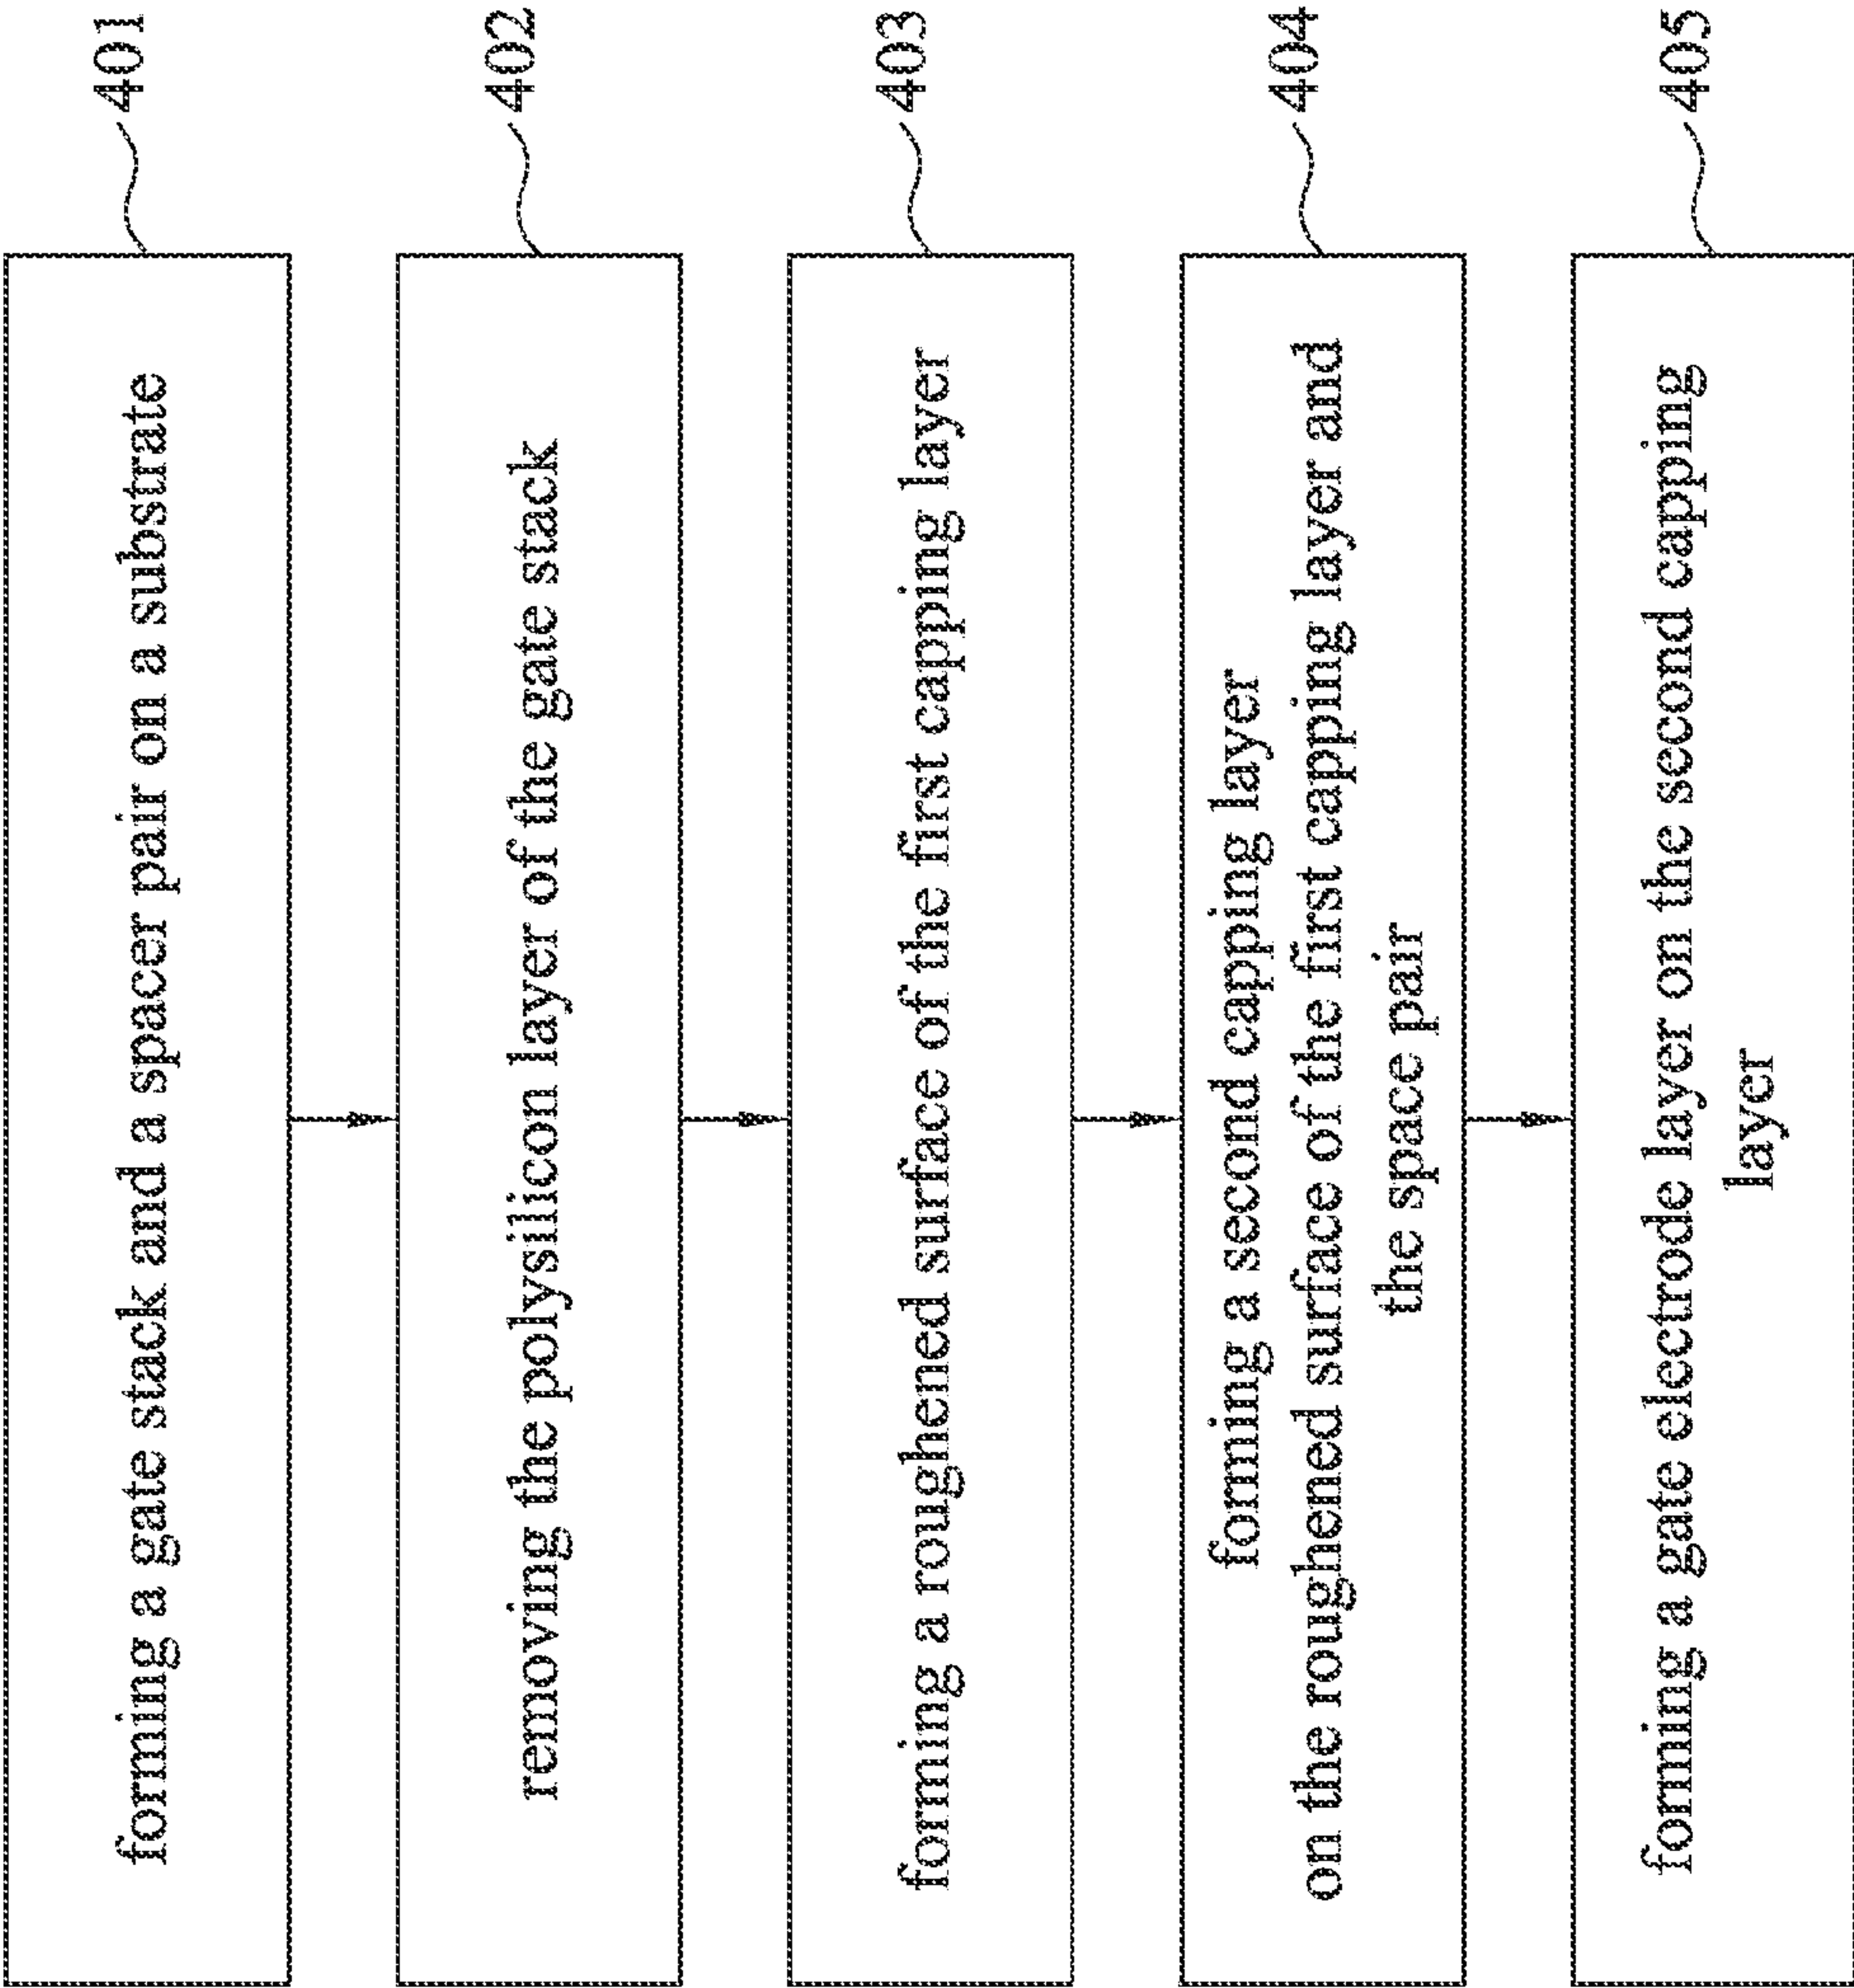 forming a gate stack and a spacer pair on a substrate
401
removing the polysilicon layer of the gate stack
402
forming a roughened surface of the first capping layer
403
forming a second capping layer
on the roughened surface of the first capping layer and
the space pair
404
forming a gate electrode layer on the second capping
layer
405